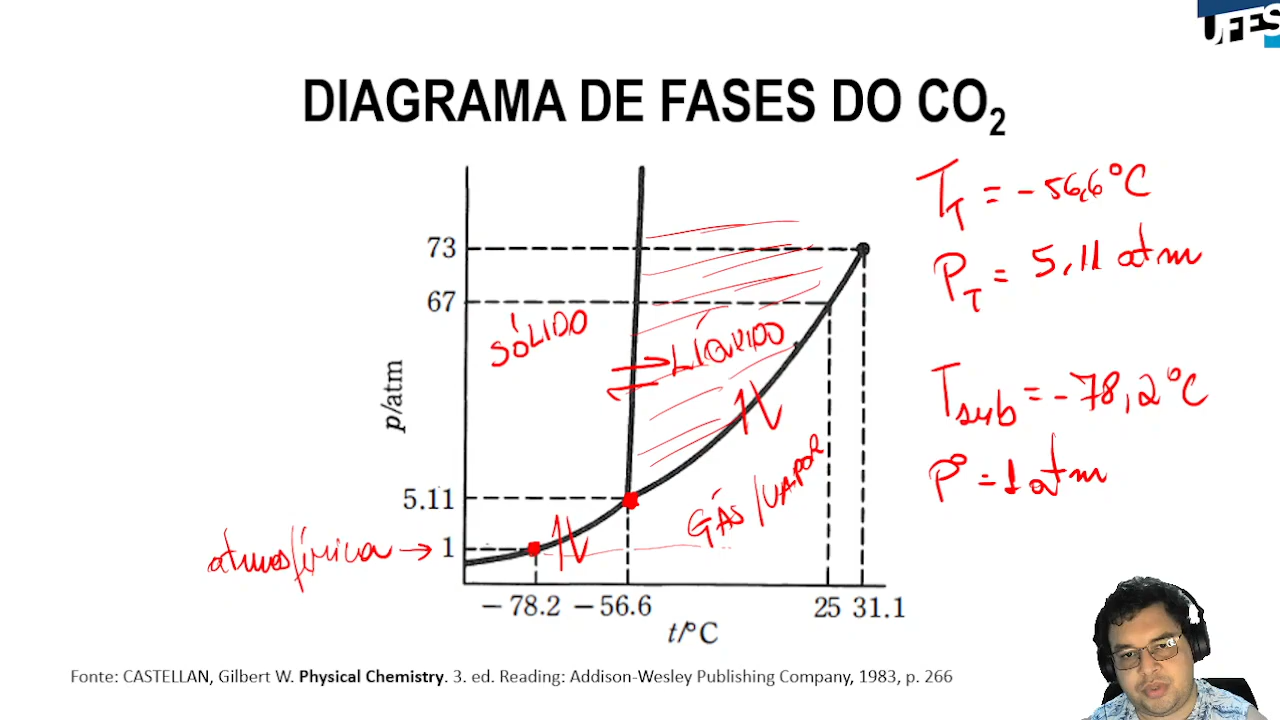 UFES
DIAGRAMA DE FASES DO CO₂
73
67
5.11
1
p/atm
−78.2 −56.6 25 31.1
t/°C
SÓLIDO
LÍQUIDO
GÁS/VAPOR
atmosférica → 1
T_T = -56,6°C
P_T = 5,11 atm
T_sub = -78,2°C
P° = 1 atm
Fonte: CASTELLAN, Gilbert W. Physical Chemistry. 3. ed. Reading: Addison-Wesley Publishing Company, 1983, p. 266